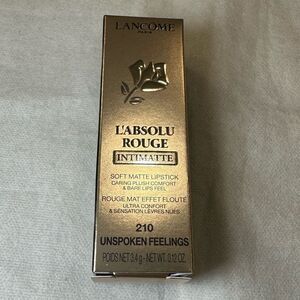 LANCÔME
PARIS
L'ABSOLU
ROUGE
INTIMATTE
SOFT MATTE LIPSTICK
CARING PLUSH COMFORT
& BARE LIPS FEEL
ROUGE MAT EFFET FLOUTÉ
ULTRA CONFORT
& SENSATION LÈVRES NUES
210
UNSPOKEN FEELINGS
POIDS NET 3.4 g - NET WT. 0.12 OZ.